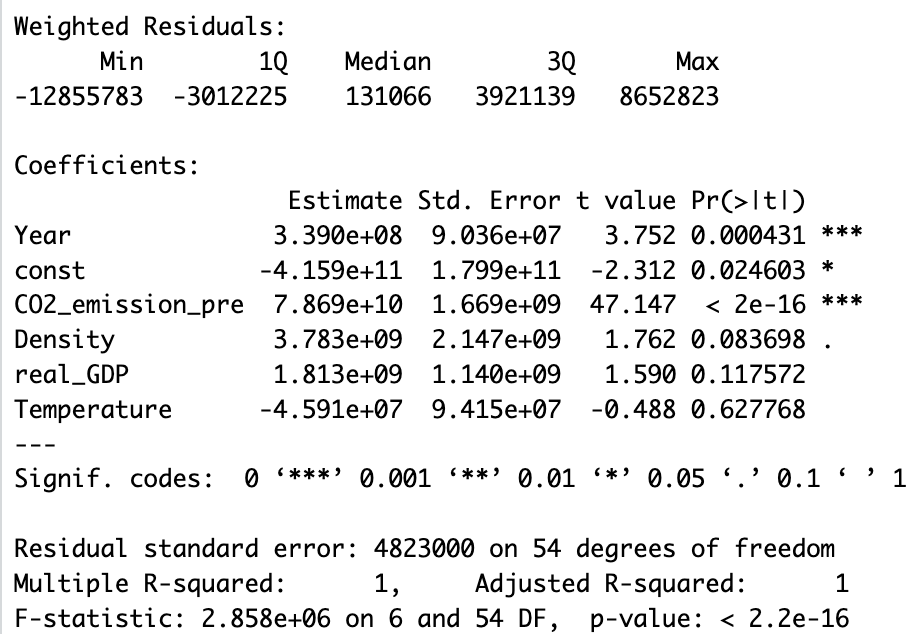 Weighted Residuals:
      Min        1Q    Median        3Q       Max
-12855783  -3012225    131066   3921139   8652823

Coefficients:
                  Estimate Std. Error t value Pr(>|t|)
Year             3.390e+08  9.036e+07   3.752 0.000431 ***
const           -4.159e+11  1.799e+11  -2.312 0.024603 *
CO2_emission_pre 7.869e+10  1.669e+09  47.147  < 2e-16 ***
Density          3.783e+09  2.147e+09   1.762 0.083698 .
real_GDP         1.813e+09  1.140e+09   1.590 0.117572
Temperature     -4.591e+07  9.415e+07  -0.488 0.627768
---
Signif. codes:  0 ‘***’ 0.001 ‘**’ 0.01 ‘*’ 0.05 ‘.’ 0.1 ‘ ’ 1

Residual standard error: 4823000 on 54 degrees of freedom
Multiple R-squared:      1,	Adjusted R-squared:      1
F-statistic: 2.858e+06 on 6 and 54 DF,  p-value: < 2.2e-16